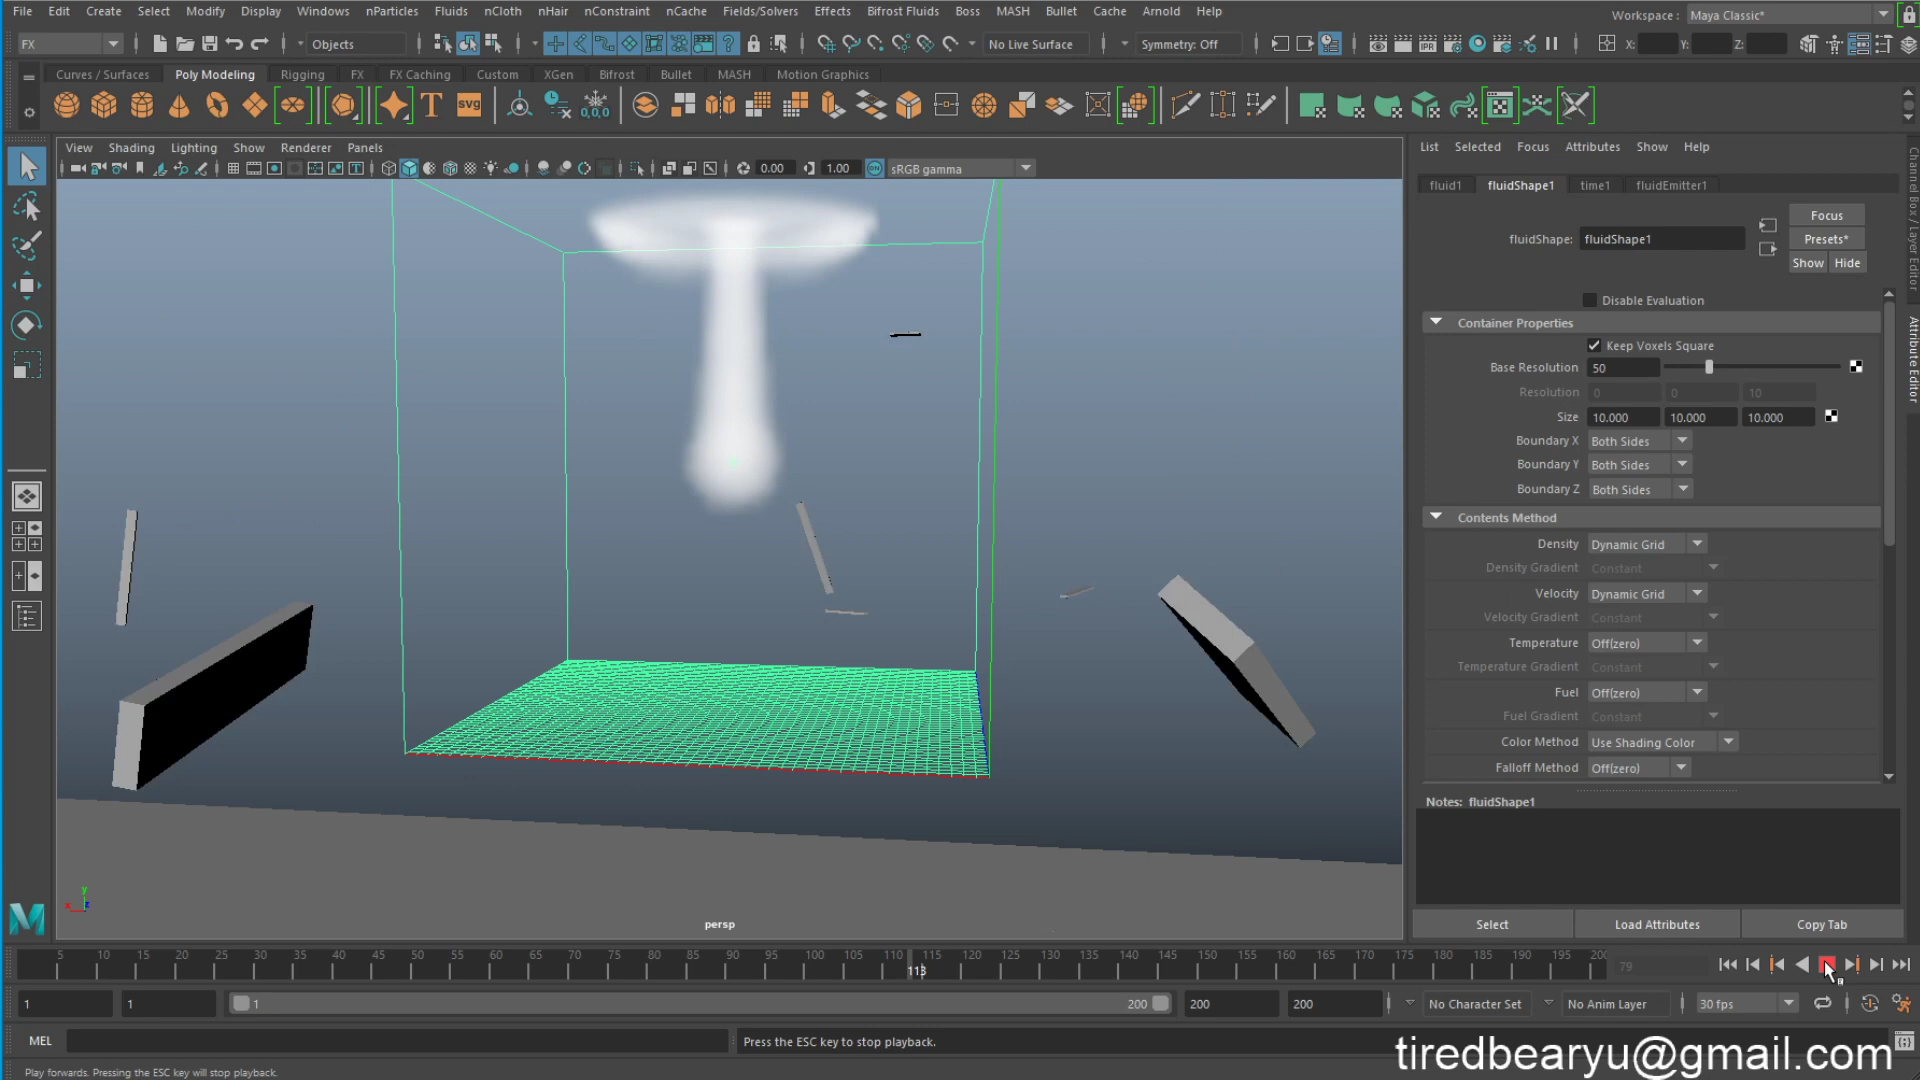 File Edit Create Select Modify Display Windows nParticles Fluids nCloth nHair nConstraint nCache Fields/Solvers Effects Bifrost Fluids Boss MASH Bullet Cache Arnold Help
Workspace : Maya Classic*
FX Objects No Live Surface Symmetry: Off X: Y: Z:
Curves / Surfaces Poly Modeling Rigging FX FX Caching Custom XGen Bifrost Bullet MASH Motion Graphics
View Shading Lighting Show Renderer Panels
0.00 1.00 sRGB gamma
List Selected Focus Attributes Show Help
fluid1 fluidShape1 time1 fluidEmitter1
Focus
fluidShape: fluidShape1 Presets*
Show Hide
Disable Evaluation
Container Properties
Keep Voxels Square
Base Resolution 50
Resolution 0 0 10
Size 10.000 10.000 10.000
Boundary X Both Sides
Boundary Y Both Sides
Boundary Z Both Sides
Contents Method
Density Dynamic Grid
Density Gradient Constant
Velocity Dynamic Grid
Velocity Gradient Constant
Temperature Off(zero)
Temperature Gradient Constant
Fuel Off(zero)
Fuel Gradient Constant
Color Method Use Shading Color
Falloff Method Off(zero)
Notes: fluidShape1
Select Load Attributes Copy Tab
Channel Box / Layer Editor
Attribute Editor
y
x z
persp
5 10 15 20 25 30 35 40 45 50 55 60 65 70 75 80 85 90 95 100 105 110 115 120 125 130 135 140 145 150 155 160 165 170 175 180 185 190 195 200
113
79
1 1 1 200 200 200 No Character Set No Anim Layer 30 fps
MEL Press the ESC key to stop playback.
Play forwards. Pressing the ESC key will stop playback.
tiredbearyu@gmail.com